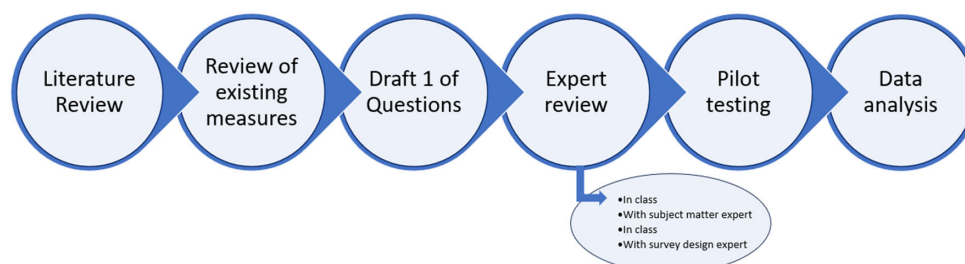 Literature
Review
Review of
existing
measures
Draft 1 of
Questions
Expert
review
Pilot
testing
Data
analysis
•In class
•With subject matter expert
•In class
•With survey design expert